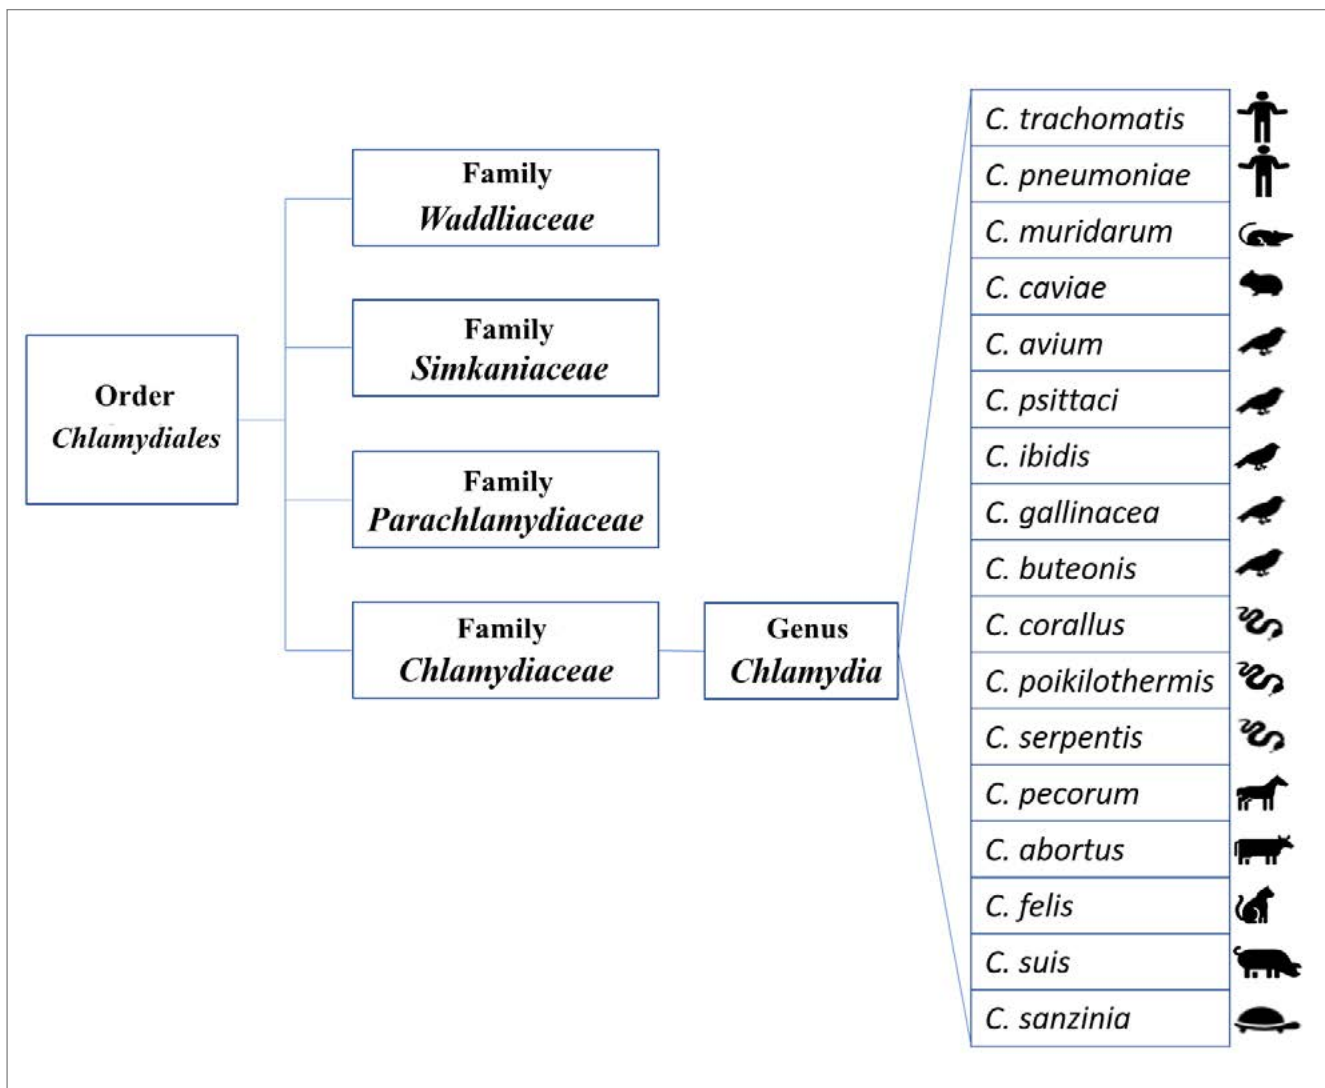 Order
Chlamydiales
Family
Waddliaceae
Family
Simkaniaceae
Family
Parachlamydiaceae
Family
Chlamydiaceae
Genus
Chlamydia
C. trachomatis
C. pneumoniae
C. muridarum
C. caviae
C. avium
C. psittaci
C. ibidis
C. gallinacea
C. buteonis
C. corallus
C. poikilothermis
C. serpentis
C. pecorum
C. abortus
C. felis
C. suis
C. sanzinia